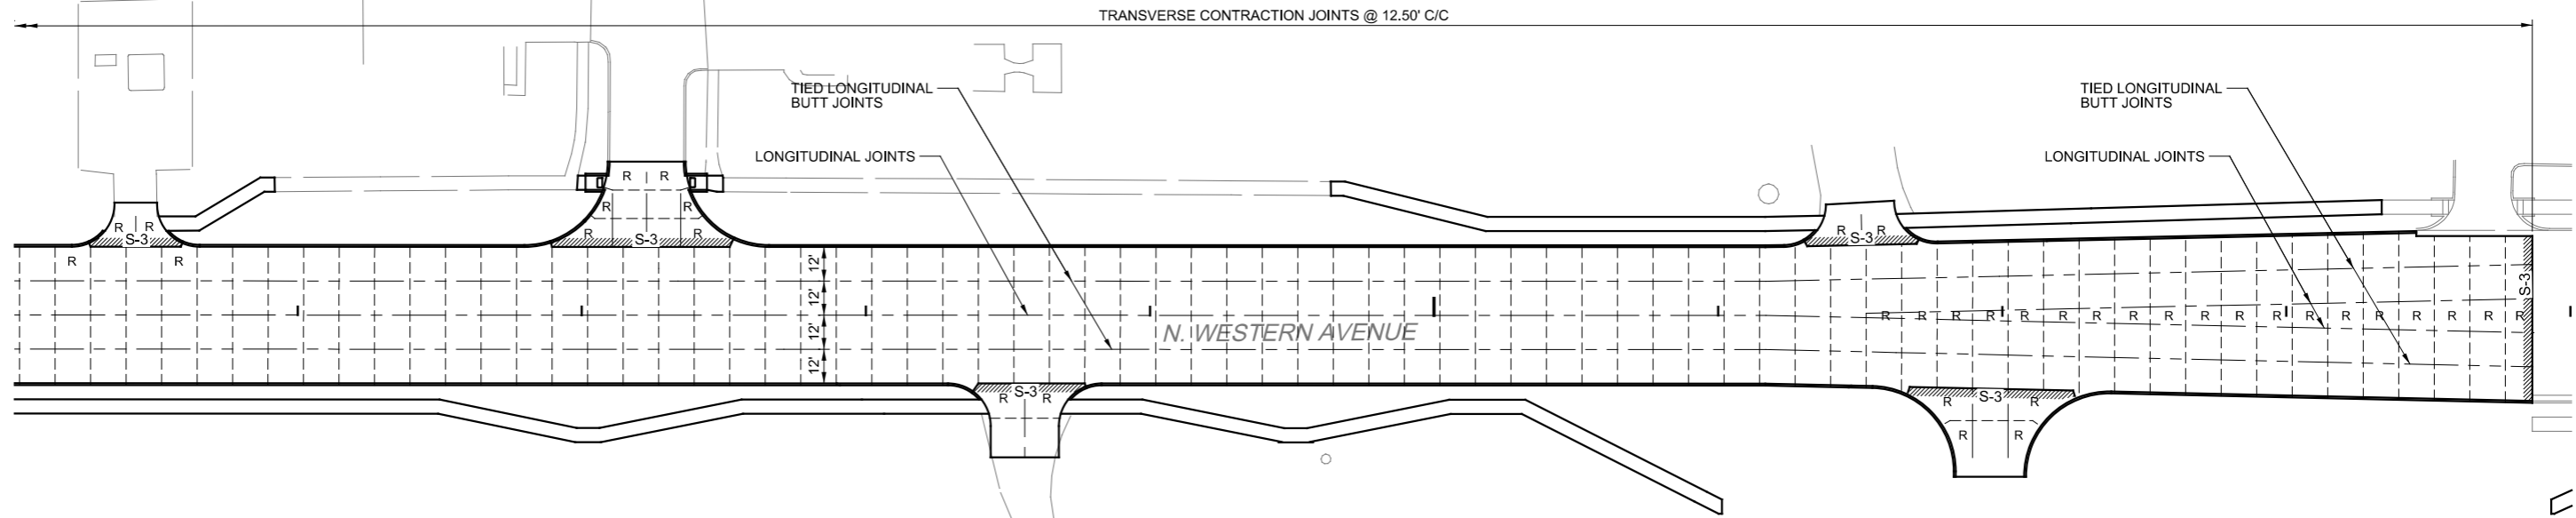 TRANSVERSE CONTRACTION JOINTS @ 12.50' C/C
TIED LONGITUDINAL
BUTT JOINTS
TIED LONGITUDINAL
BUTT JOINTS
LONGITUDINAL JOINTS
LONGITUDINAL JOINTS
R R
R R
R R
R R
R R
S-3
S-3
R R
S-3
R R
12'
12'
12'
12'
N. WESTERN AVENUE
S-3
R R R R R R R R R R R R R R R R R R R
R S-3 R
R S-3 R
R R